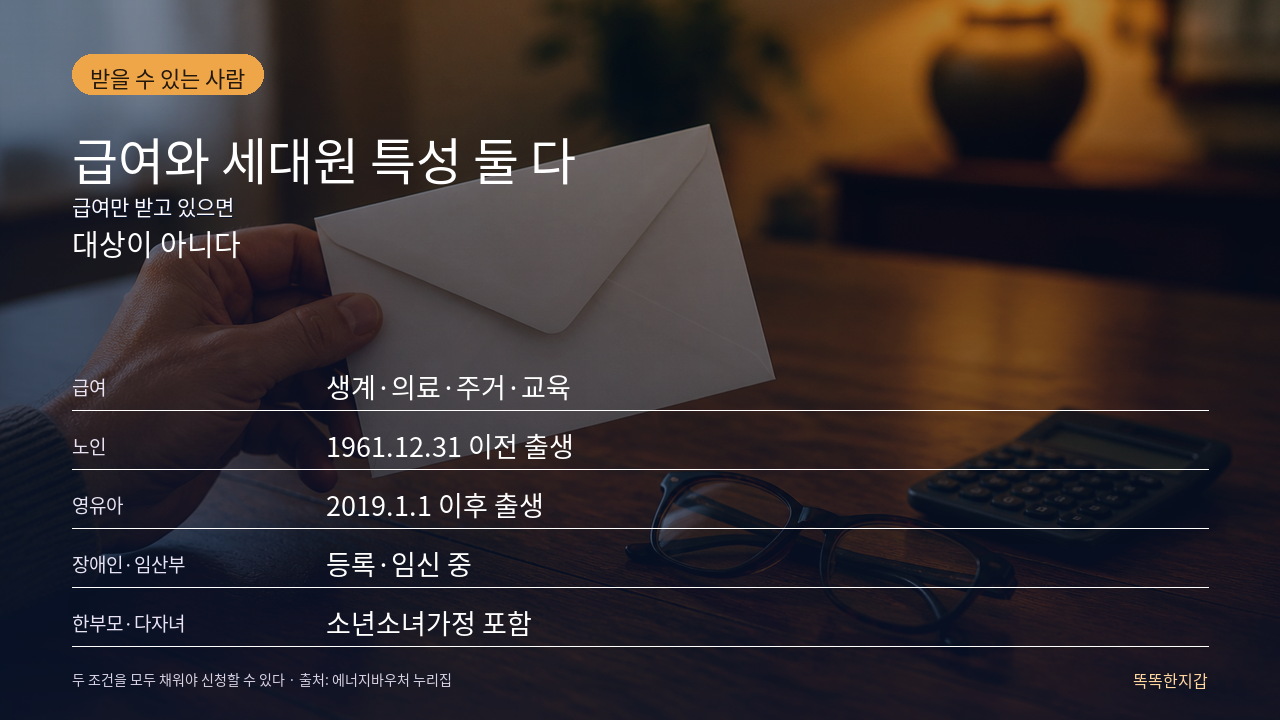 받을 수 있는 사람
급여와 세대원 특성 둘 다
급여만 받고 있으면
대상이 아니다
급여 생계·의료·주거·교육
노인 1961.12.31 이전 출생
영유아 2019.1.1 이후 출생
장애인·임산부 등록·임신 중
한부모·다자녀 소년소녀가정 포함
두 조건을 모두 채워야 신청할 수 있다 · 출처: 에너지바우처 누리집
똑똑한지갑